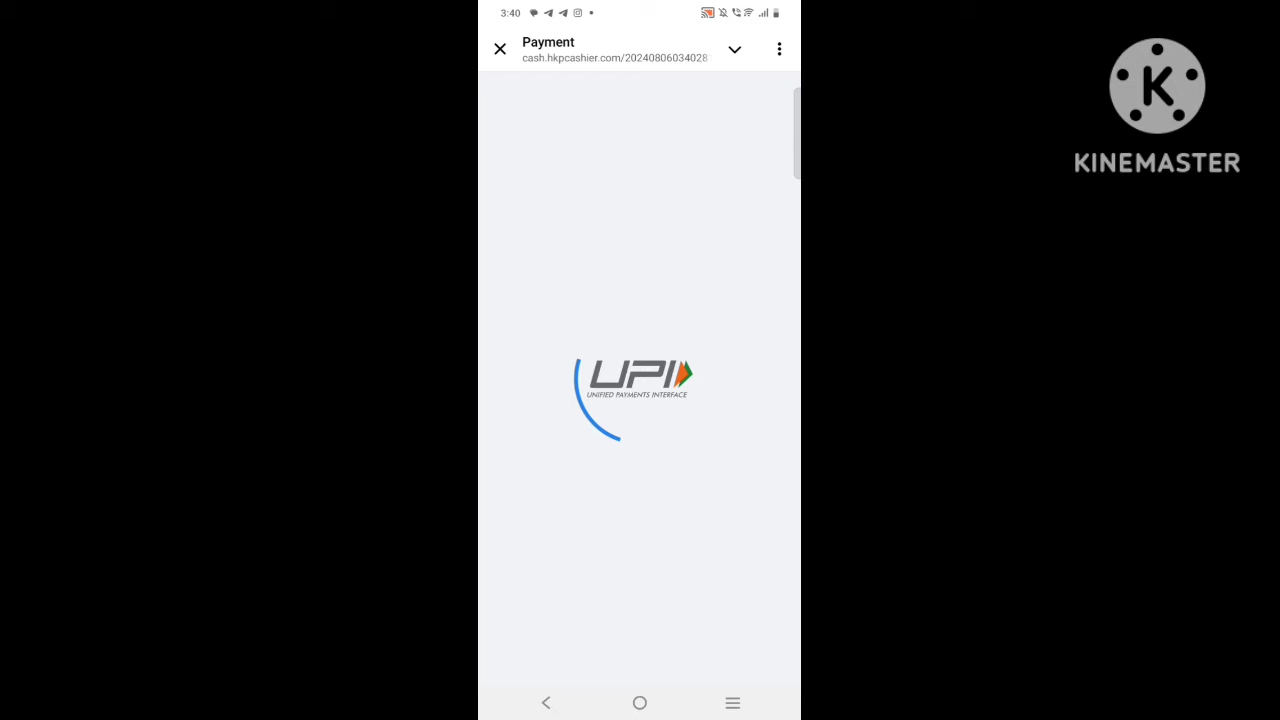 3:40
Payment
cash.hkpcashier.com/20240806034028
K
KINEMASTER
UPI
UNIFIED PAYMENTS INTERFACE